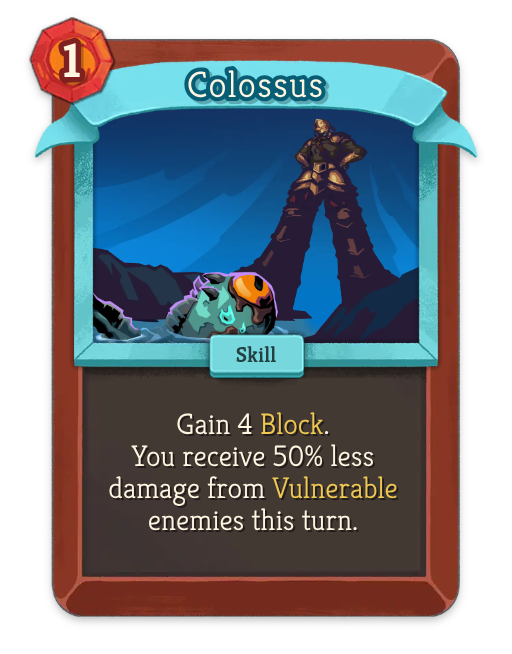 1
Colossus
Skill
Gain 4 Block.
You receive 50% less
damage from Vulnerable
enemies this turn.